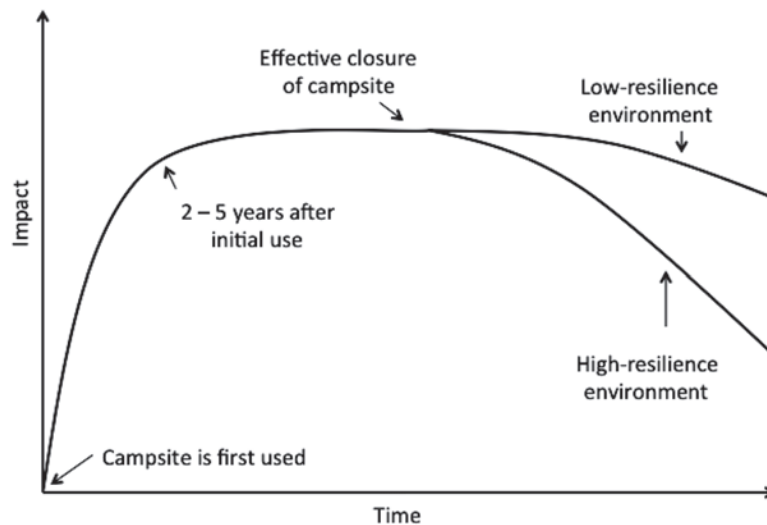 Effective closure
of campsite
Low-resilience
environment
2 – 5 years after
initial use
Impact
High-resilience
environment
Campsite is first used
Time